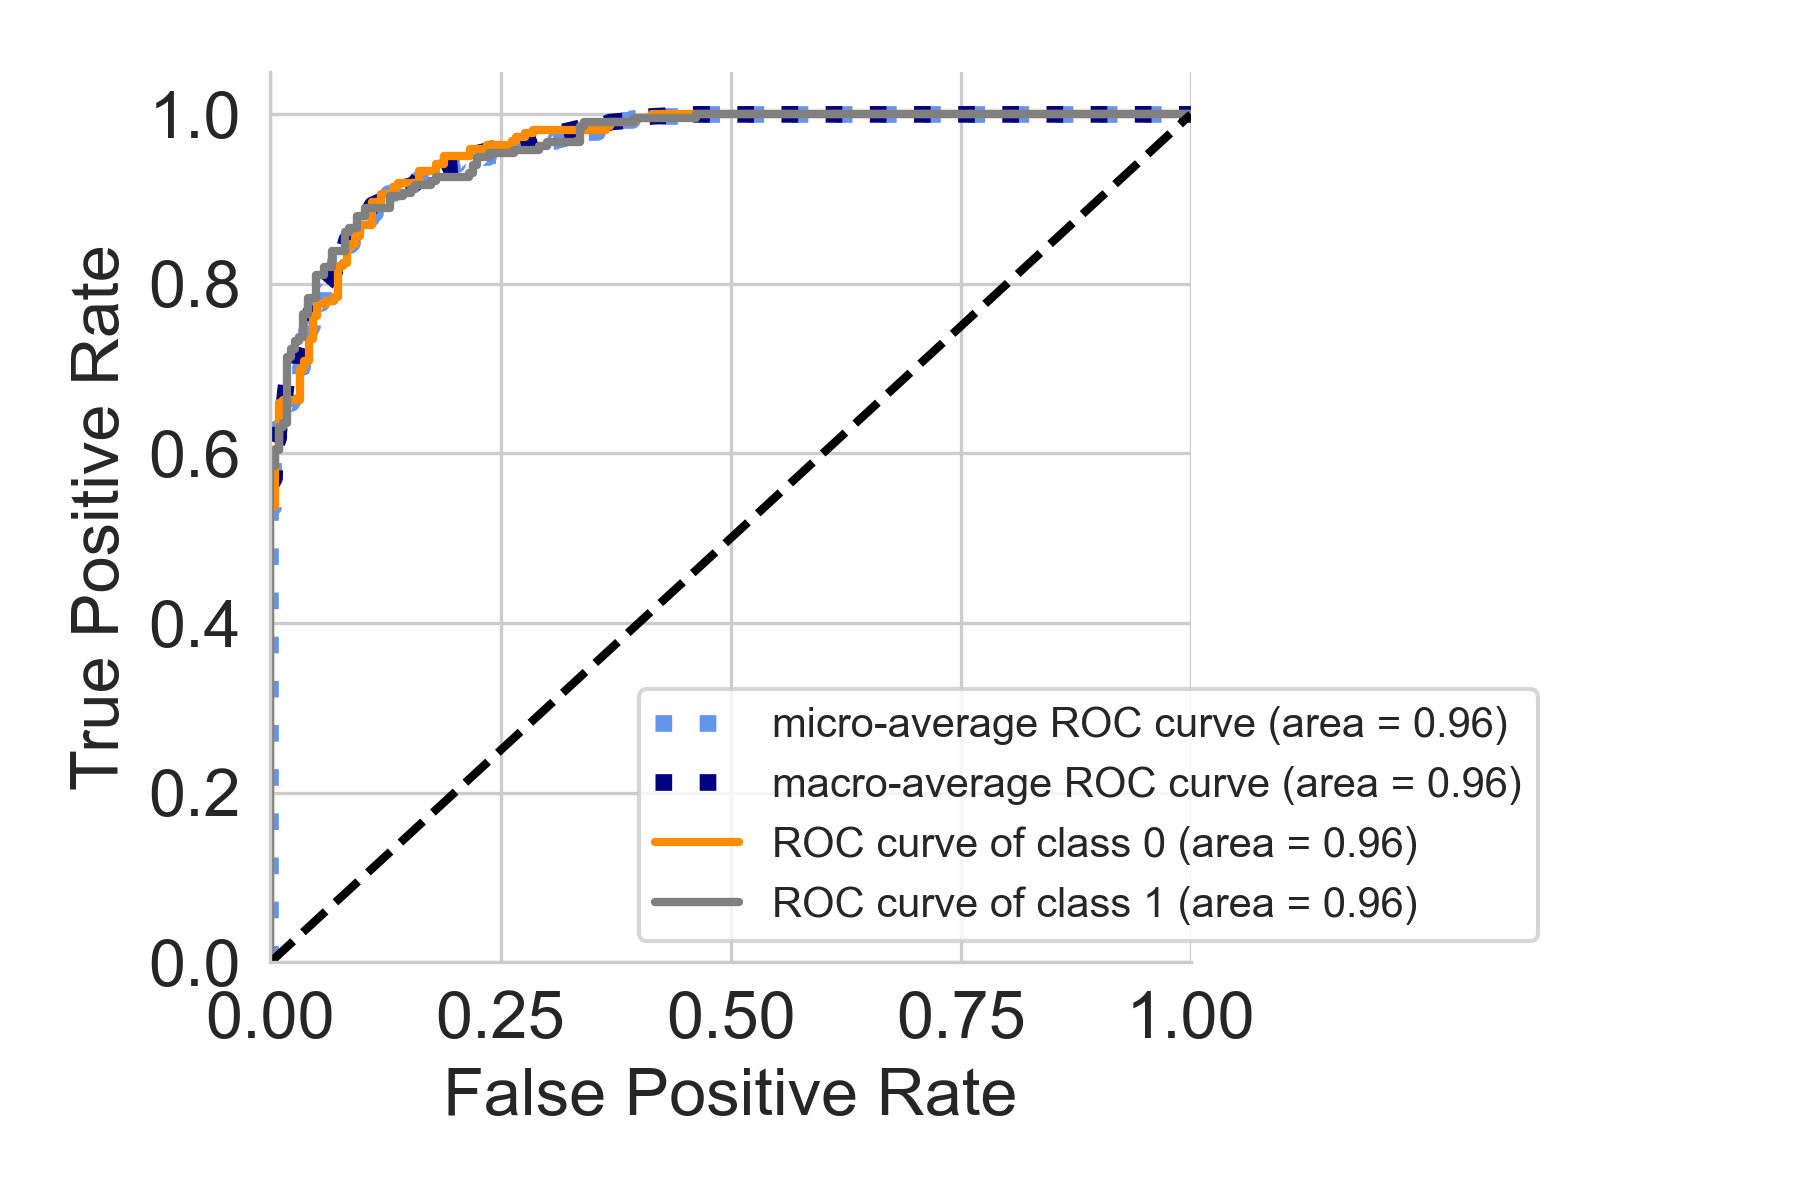 True Positive Rate
1.0
0.8
0.6
0.4
0.2
0.0
micro-average ROC curve (area = 0.96)
macro-average ROC curve (area = 0.96)
ROC curve of class 0 (area = 0.96)
ROC curve of class 1 (area = 0.96)
0.00 0.25 0.50 0.75 1.00
False Positive Rate